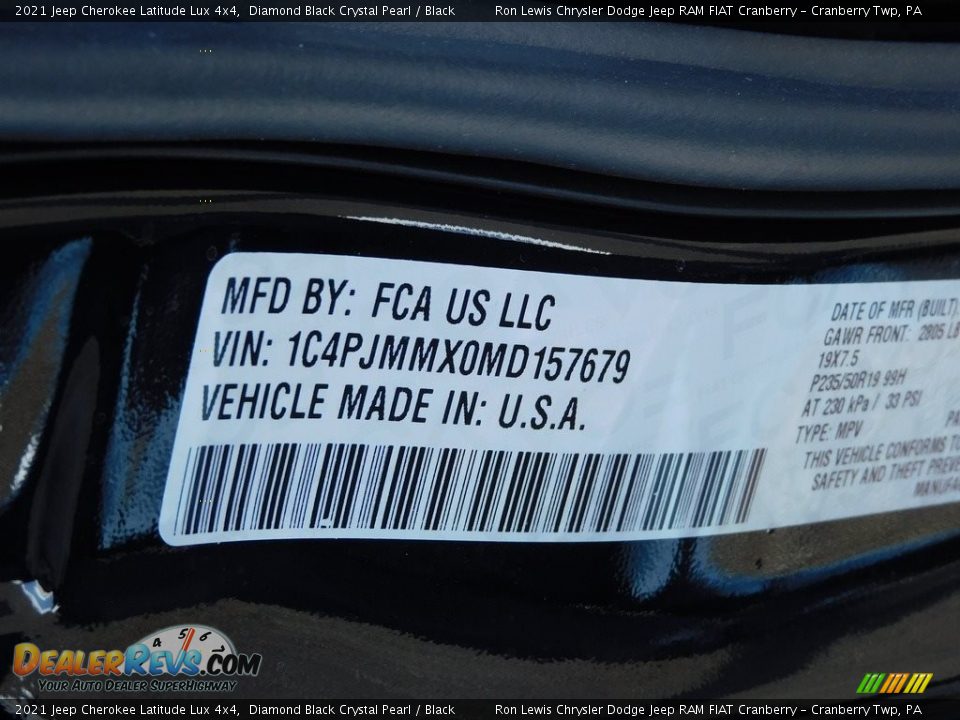 2021 Jeep Cherokee Latitude Lux 4x4, Diamond Black Crystal Pearl / Black Ron Lewis Chrysler Dodge Jeep RAM FIAT Cranberry – Cranberry Twp, PA
MFD BY: FCA US LLC
VIN: 1C4PJMMX0MD157679
VEHICLE MADE IN: U.S.A.
DATE OF MFR (BUILT)
GAWR FRONT: 2805 LB
19X7.5
P235/50R19 99H
AT 230 kPa / 33 PSI
TYPE: MPV
THIS VEHICLE CONFORMS TO
SAFETY AND THEFT
4 5 6
DEALERREVS.COM
YOUR AUTO DEALER SUPERHIGHWAY
2021 Jeep Cherokee Latitude Lux 4x4, Diamond Black Crystal Pearl / Black Ron Lewis Chrysler Dodge Jeep RAM FIAT Cranberry – Cranberry Twp, PA